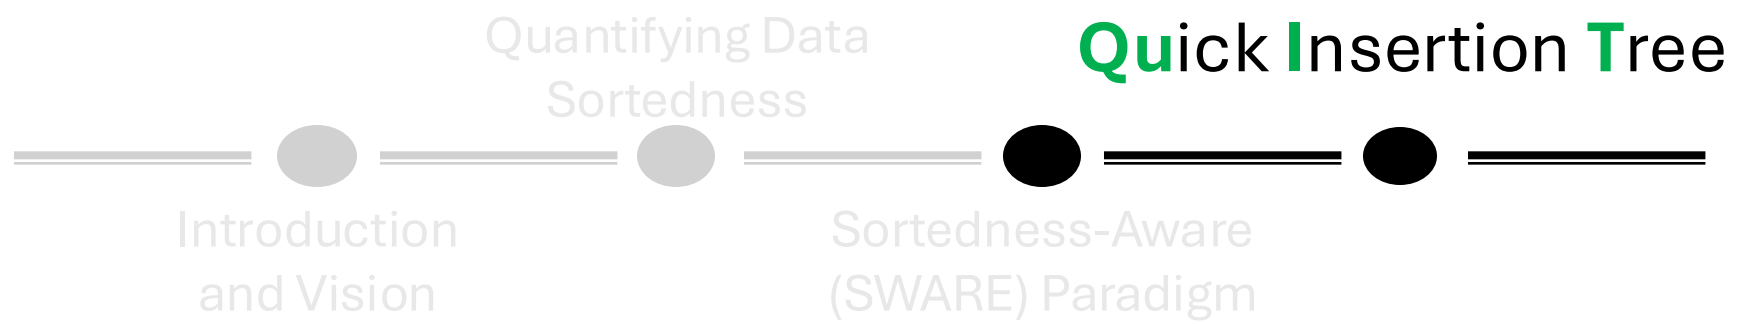 Quantifying Data
Sortedness
Quick Insertion Tree
Introduction
and Vision
Sortedness-Aware
(SWARE) Paradigm